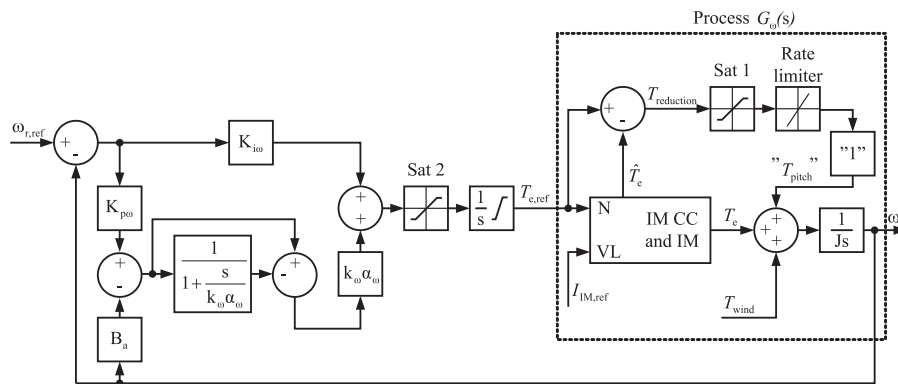 Process G_ω(s)
Rate
limiter
Sat 1
T_reduction
+
-
ω_r,ref
+
-
K_iω
"1"
Sat 2
T̂_e
"T_pitch"
K_pω
+
+
1/s
T_e,ref
N
IM CC
and IM
VL
T_e
+
+
+
1/Js
ω
+
-
1/(1+s/(k_ω α_ω))
-
+
k_ω α_ω
I_IM,ref
T_wind
B_a